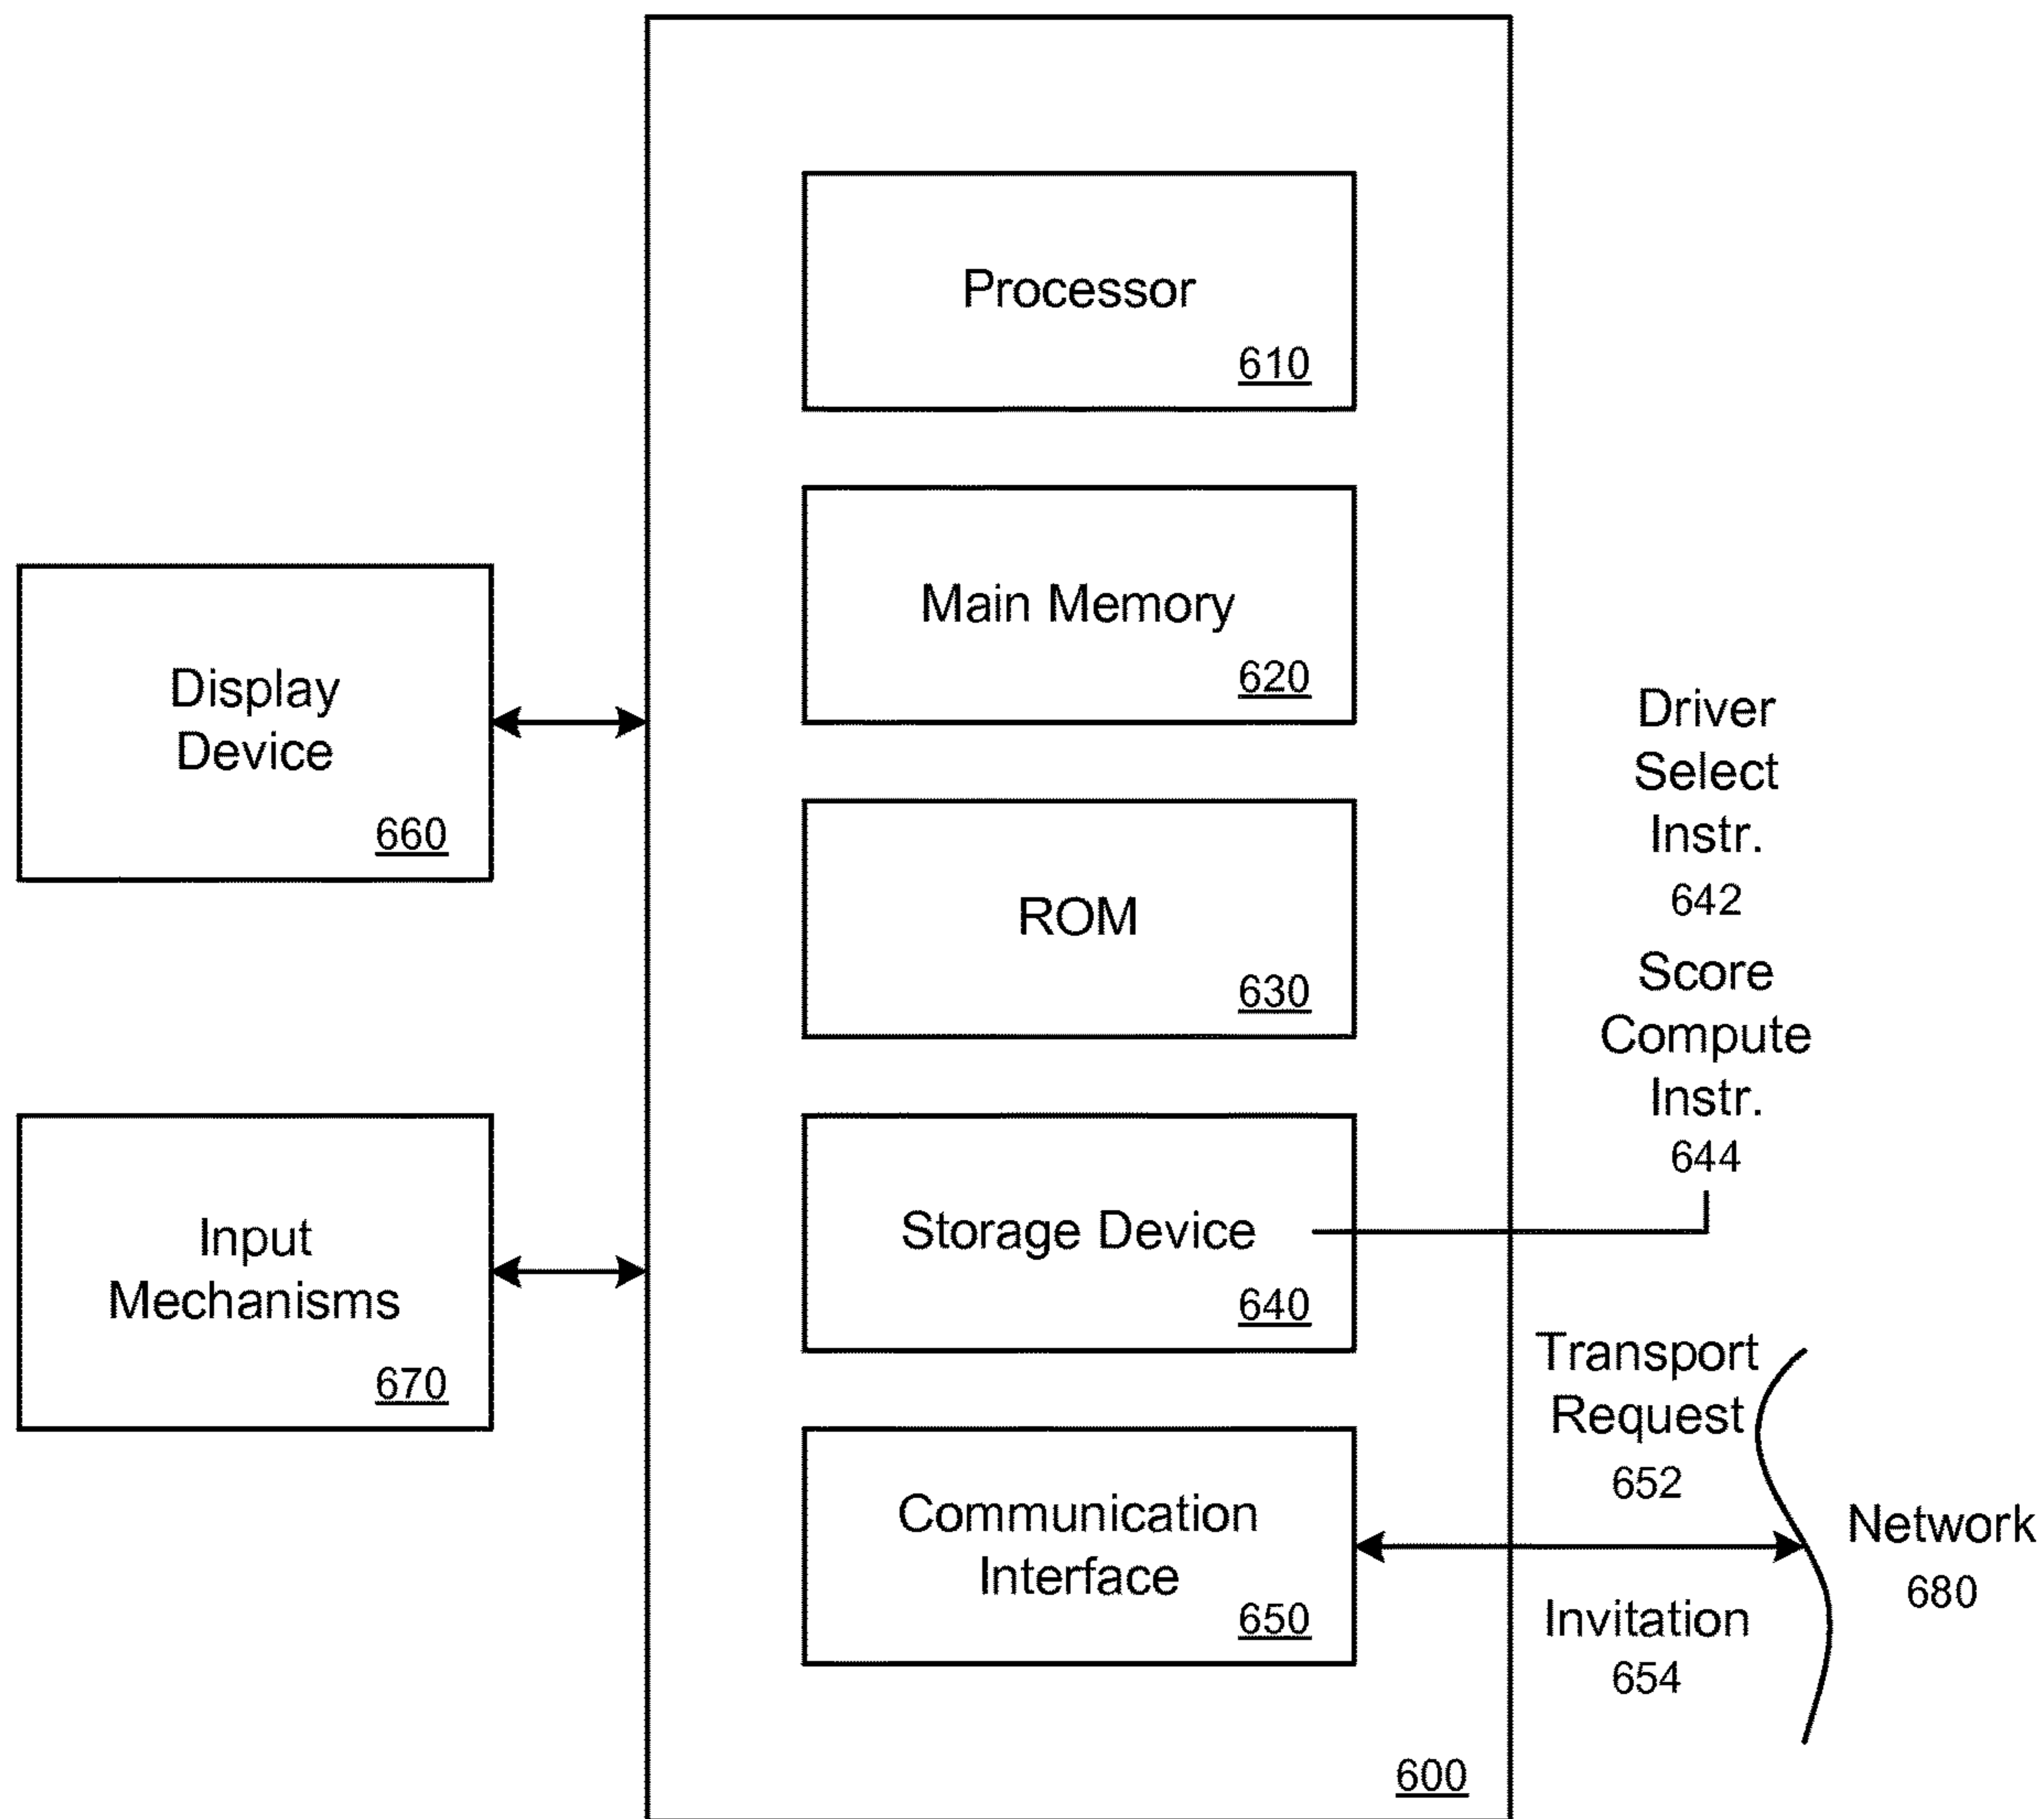 Processor
610
Main Memory
620
Display
Device
660
ROM
630
Driver
Select
Instr.
642
Score
Compute
Instr.
644
Input
Mechanisms
670
Storage Device
640
Communication
Interface
650
Transport
Request
652
Invitation
654
Network
680
600